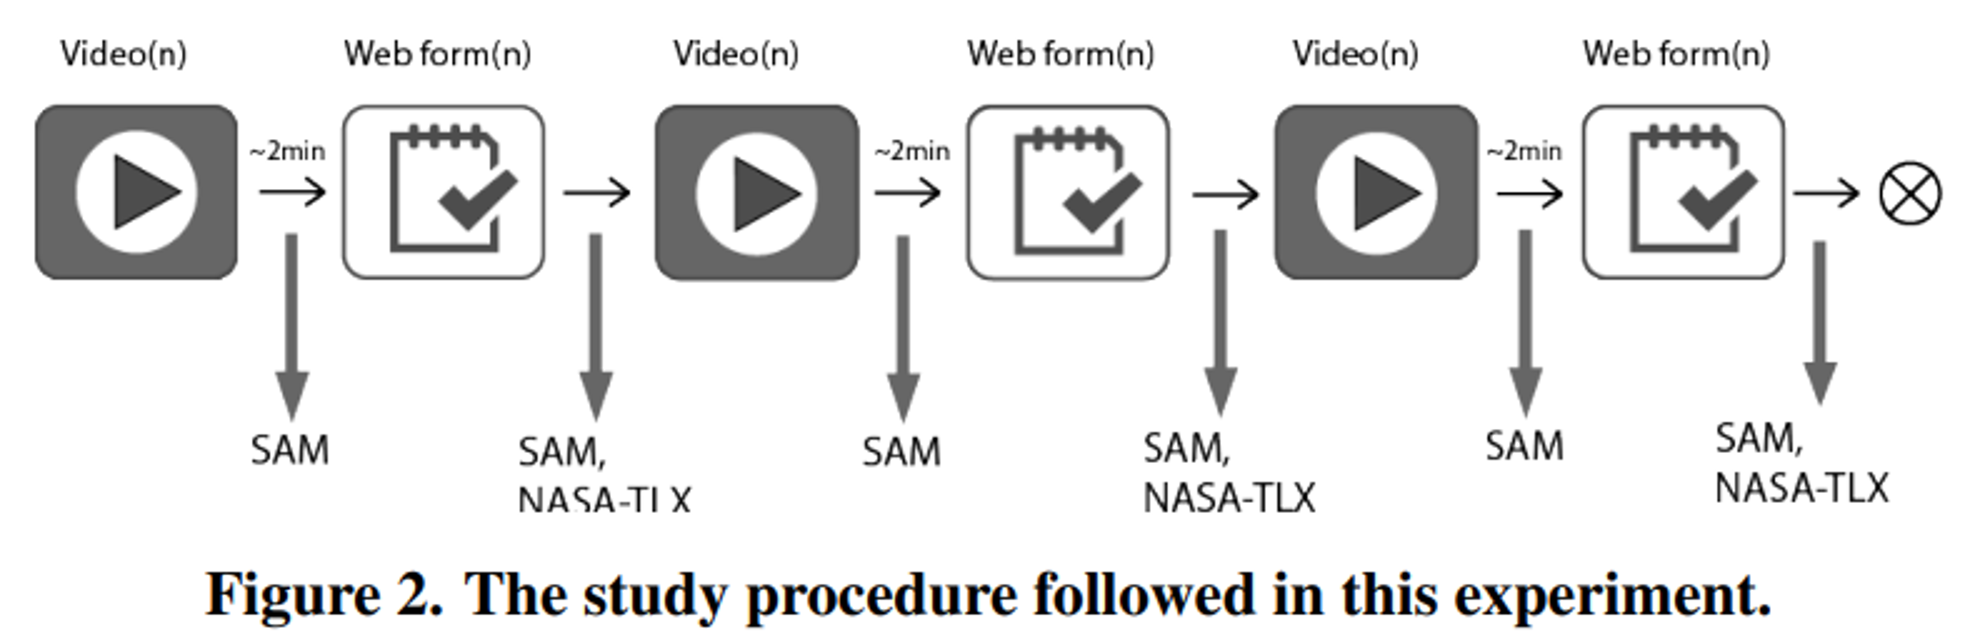 Video(n) Web form(n) Video(n) Web form(n) Video(n) Web form(n)
~2min ~2min ~2min
SAM SAM, SAM SAM, SAM SAM,
NASA-TLX NASA-TLX NASA-TLX
Figure 2. The study procedure followed in this experiment.